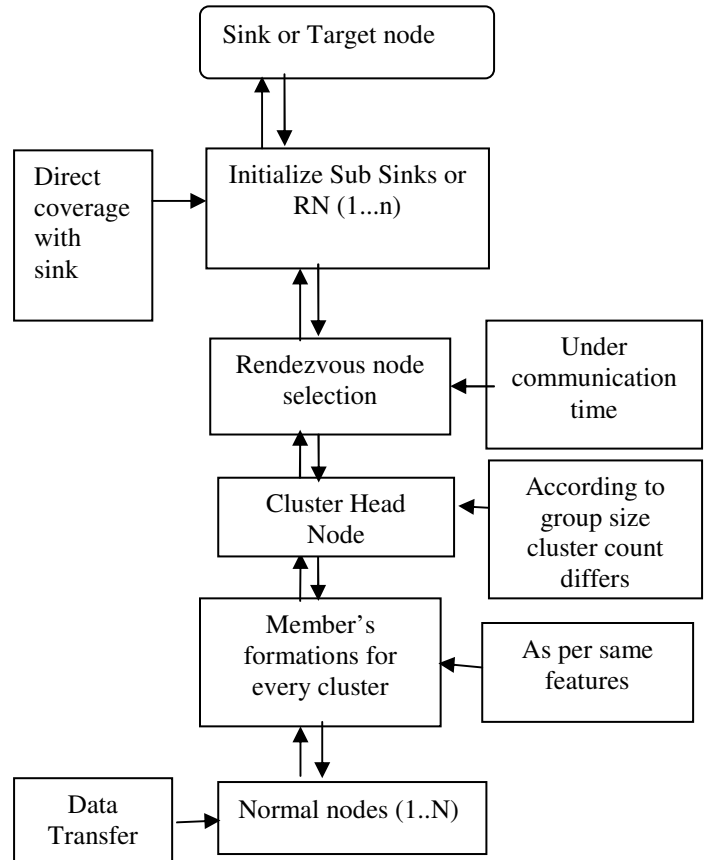 Sink or Target node
Direct
coverage
with
sink
Initialize Sub Sinks or
RN (1...n)
Rendezvous node
selection
Under
communication
time
Cluster Head
Node
According to
group size
cluster count
differs
Member's
formations for
every cluster
As per same
features
Data
Transfer
Normal nodes (1..N)